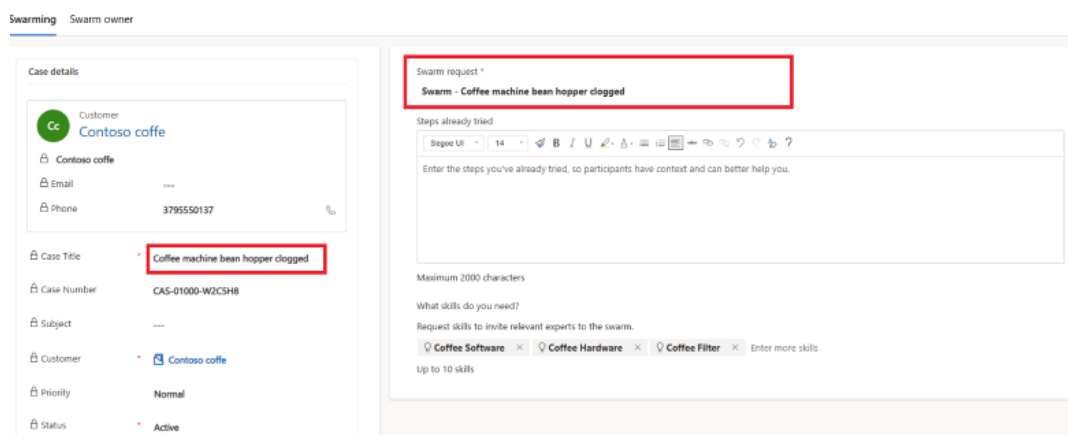 Swarming Swarm owner
Case details
Cc
Customer
Contoso coffe
Contoso coffe
Email ---
Phone 3795550137
Case Title * Coffee machine bean hopper clogged
Case Number CAS-01000-W2C5H8
Subject ---
Customer * Contoso coffe
Priority Normal
Status * Active
Swarm request *
Swarm - Coffee machine bean hopper clogged
Steps already tried
Segoe UI 14 B I U A ?
Enter the steps you've already tried, so participants have context and can better help you.
Maximum 2000 characters
What skills do you need?
Request skills to invite relevant experts to the swarm.
Coffee Software × Coffee Hardware × Coffee Filter × Enter more skills
Up to 10 skills